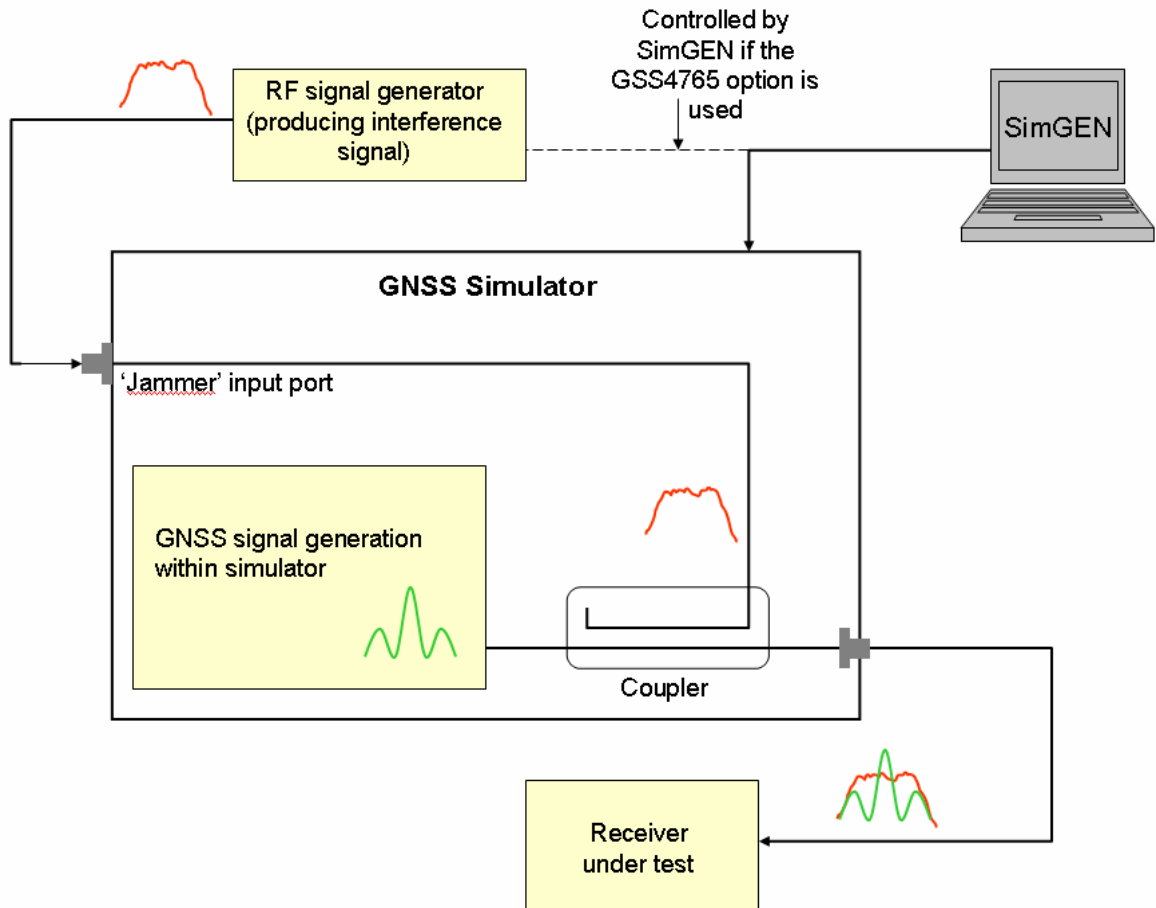 Controlled by
SimGEN if the
GSS4765 option is
used
RF signal generator
(producing interference
signal)
SimGEN
GNSS Simulator
‘Jammer’ input port
GNSS signal generation
within simulator
Coupler
Receiver
under test